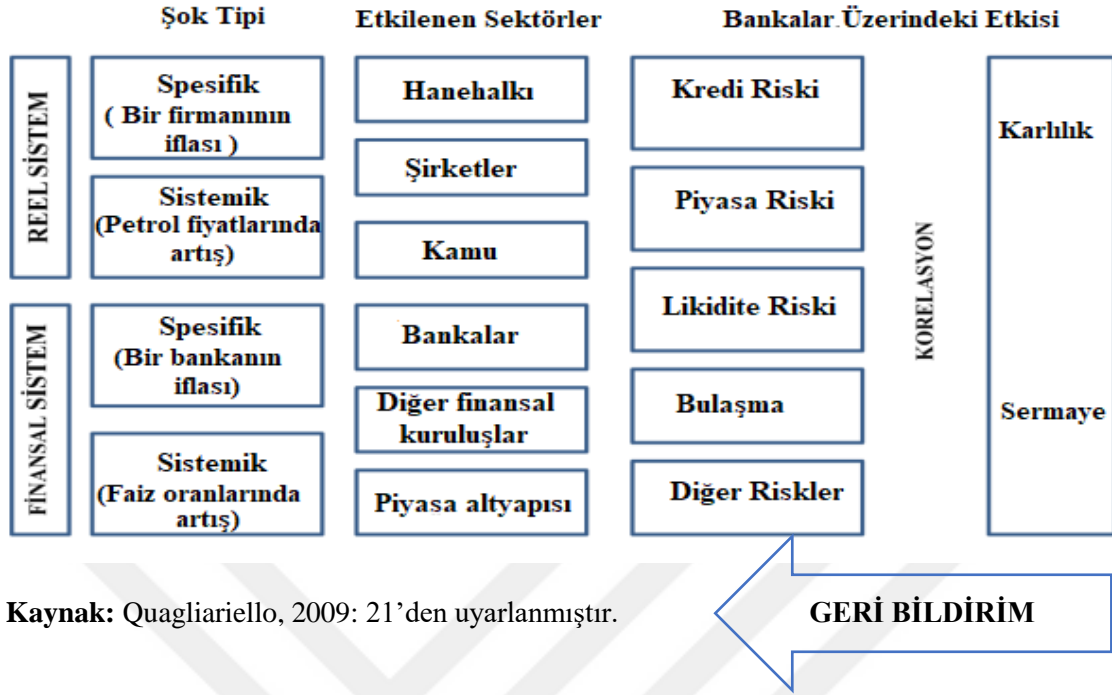 Şok Tipi
Etkilenen Sektörler
Bankalar Üzerindeki Etkisi
REEL SİSTEM
Spesifik
( Bir firmanının
iflası )
Sistemik
(Petrol fiyatlarında
artış)
FİNANSAL SİSTEM
Spesifik
(Bir bankanın
iflası)
Sistemik
(Faiz oranlarında
artış)
Hanehalkı
Şirketler
Kamu
Bankalar
Diğer finansal
kuruluşlar
Piyasa altyapısı
Kredi Riski
Piyasa Riski
Likidite Riski
Bulaşma
Diğer Riskler
KORELASYON
Karlılık
Sermaye
Kaynak: Quagliariello, 2009: 21’den uyarlanmıştır.
GERİ BİLDİRİM